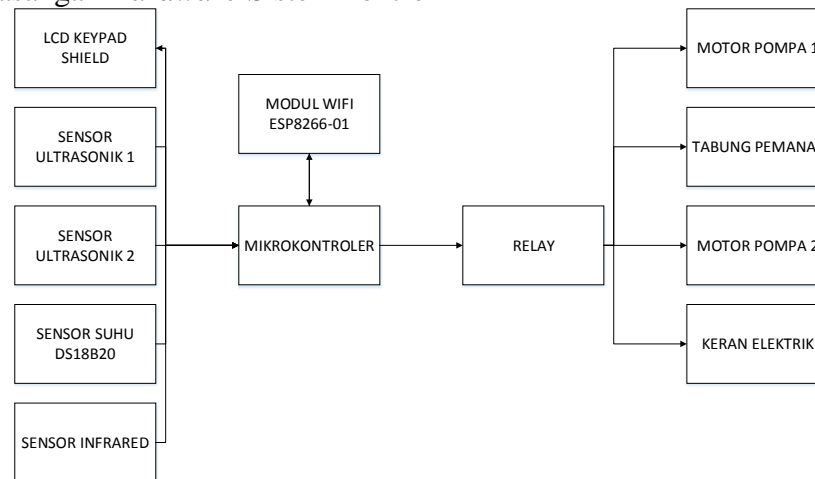 LCD KEYPAD
SHIELD
SENSOR
ULTRASONIK 1
SENSOR
ULTRASONIK 2
SENSOR SUHU
DS18B20
SENSOR INFRARED
MODUL WIFI
ESP8266-01
MIKROKONTROLER
RELAY
MOTOR POMPA 1
TABUNG PEMANA
MOTOR POMPA 2
KERAN ELEKTRIK